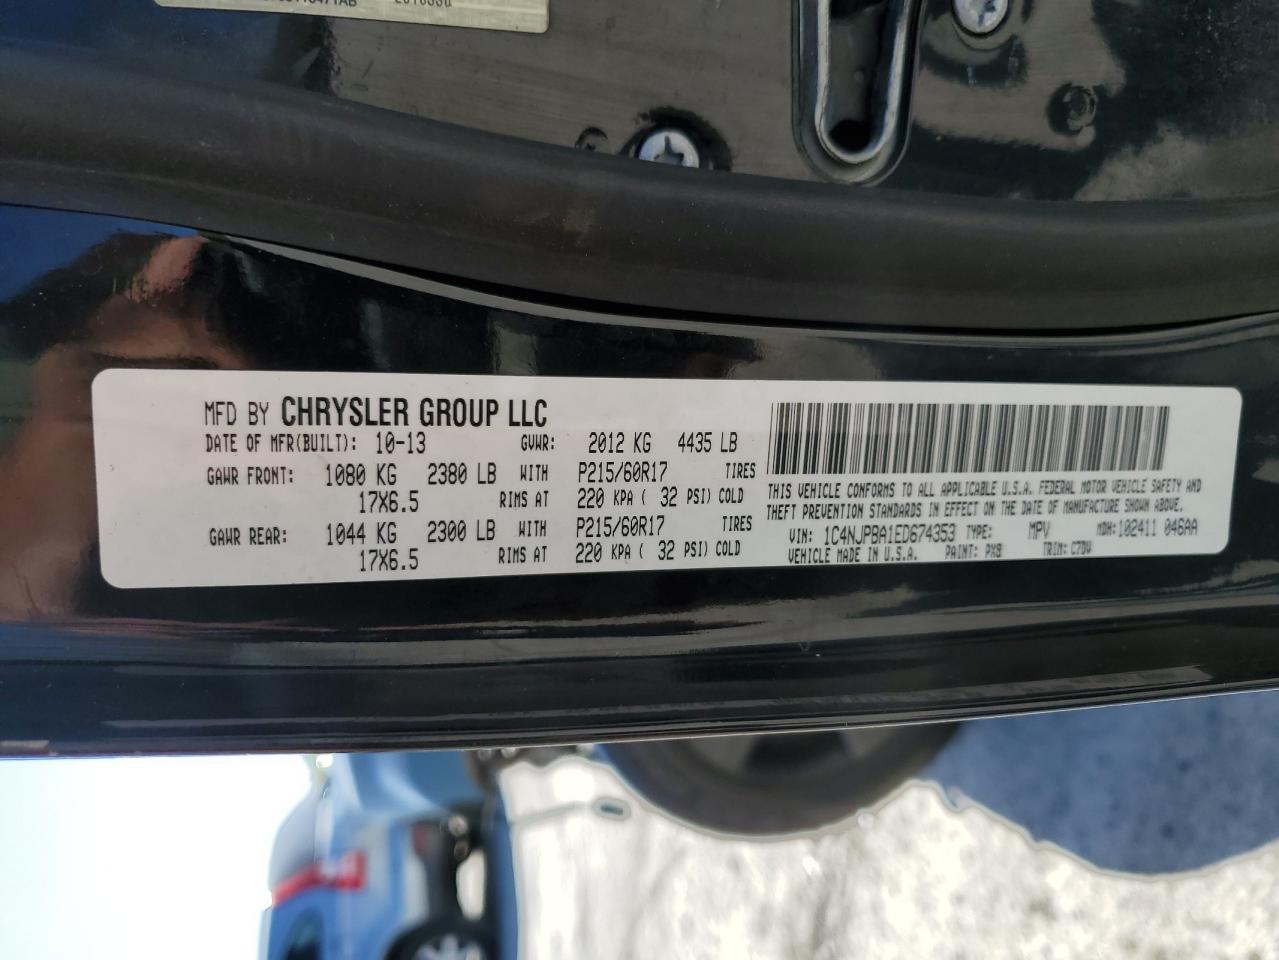 MFD BY CHRYSLER GROUP LLC
DATE OF MFR(BUILT): 10-13 GVWR: 2012 KG 4435 LB
GAWR FRONT: 1080 KG 2380 LB WITH P215/60R17 TIRES
17X6.5 RIMS AT 220 KPA ( 32 PSI) COLD
GAWR REAR: 1044 KG 2300 LB WITH P215/60R17 TIRES
17X6.5 RIMS AT 220 KPA ( 32 PSI) COLD
THIS VEHICLE CONFORMS TO ALL APPLICABLE U.S.A. FEDERAL MOTOR VEHICLE SAFETY AND
THEFT PREVENTION STANDARDS IN EFFECT ON THE DATE OF MANUFACTURE SHOWN ABOVE.
VIN: 1C4NJPBA1ED674353 TYPE: MPV MDH: 102411 046AA
VEHICLE MADE IN U.S.A. PAINT: PX8 TRIM: C7DV